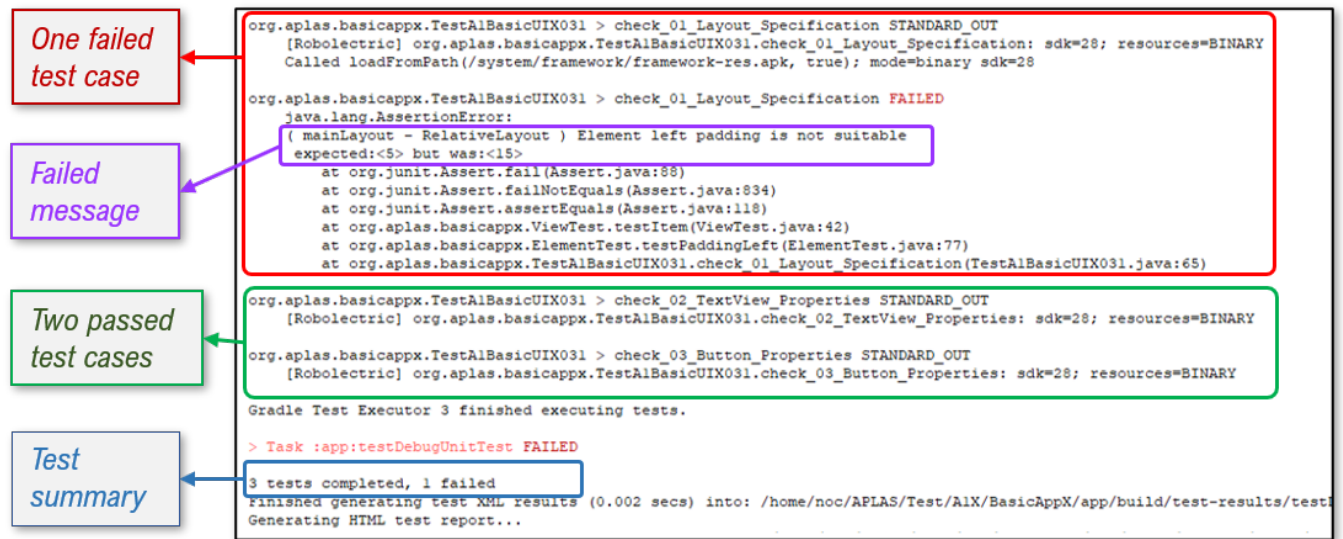 One failed
test case
Failed
message
Two passed
test cases
Test
summary
org.aplas.basicappx.TestA1BasicUIX031 > check_01_Layout_Specification STANDARD_OUT
[Robolectric] org.aplas.basicappx.TestA1BasicUIX031.check_01_Layout_Specification: sdk=28; resources=BINARY
Called loadFromPath(/system/framework/framework-res.apk, true); mode=binary sdk=28
org.aplas.basicappx.TestA1BasicUIX031 > check_01_Layout_Specification FAILED
java.lang.AssertionError:
( mainLayout - RelativeLayout ) Element left padding is not suitable
expected:<5> but was:<15>
at org.junit.Assert.fail(Assert.java:88)
at org.junit.Assert.failNotEquals(Assert.java:834)
at org.junit.Assert.assertEquals(Assert.java:118)
at org.aplas.basicappx.ViewTest.testItem(ViewTest.java:42)
at org.aplas.basicappx.ElementTest.testPaddingLeft(ElementTest.java:77)
at org.aplas.basicappx.TestA1BasicUIX031.check_01_Layout_Specification(TestA1BasicUIX031.java:65)
org.aplas.basicappx.TestA1BasicUIX031 > check_02_TextView_Properties STANDARD_OUT
[Robolectric] org.aplas.basicappx.TestA1BasicUIX031.check_02_TextView_Properties: sdk=28; resources=BINARY
org.aplas.basicappx.TestA1BasicUIX031 > check_03_Button_Properties STANDARD_OUT
[Robolectric] org.aplas.basicappx.TestA1BasicUIX031.check_03_Button_Properties: sdk=28; resources=BINARY
Gradle Test Executor 3 finished executing tests.
> Task :app:testDebugUnitTest FAILED
3 tests completed, 1 failed
Finished generating test XML results (0.002 secs) into: /home/noc/APLAS/Test/A1X/BasicAppX/app/build/test-results/test
Generating HTML test report...